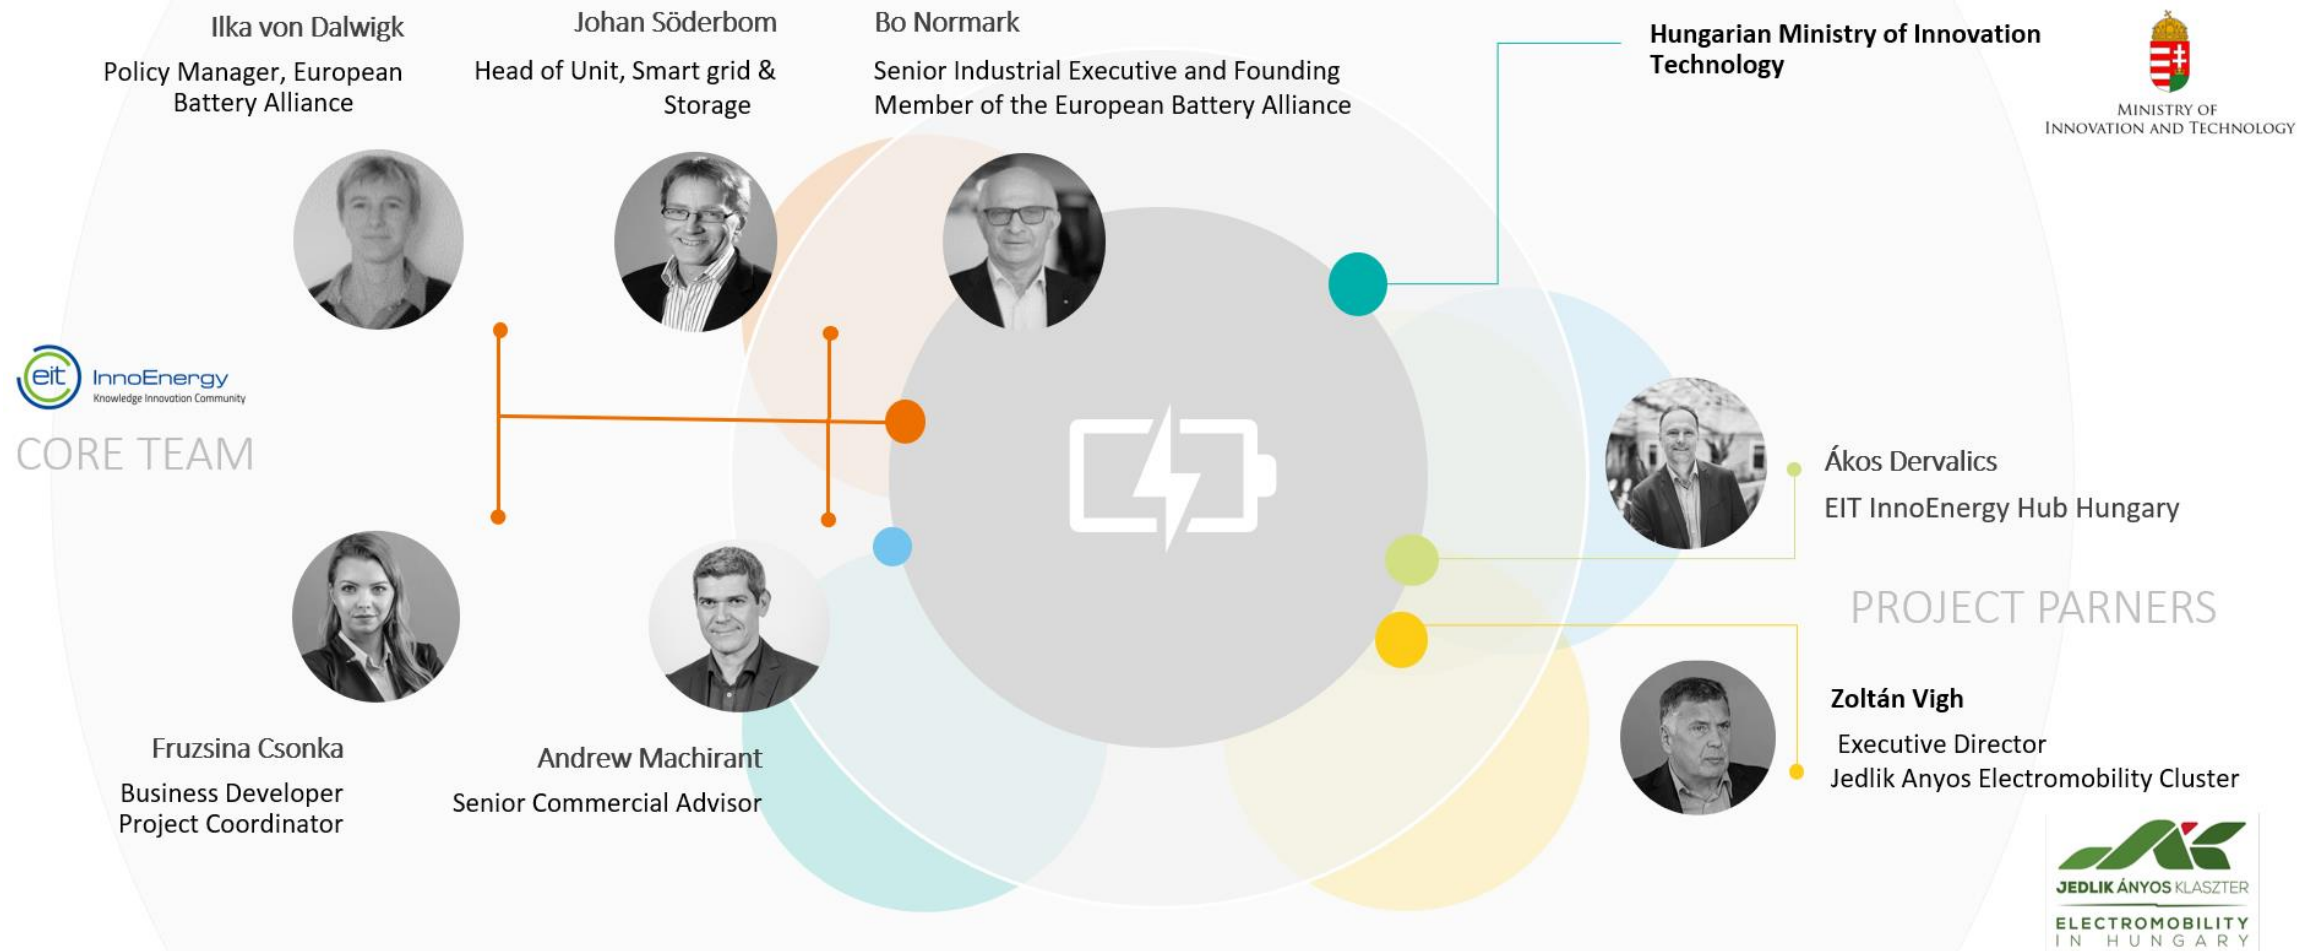 Ilka von Dalwigk
Policy Manager, European
Battery Alliance
Johan Söderbom
Head of Unit, Smart grid &
Storage
Bo Normark
Senior Industrial Executive and Founding
Member of the European Battery Alliance
Hungarian Ministry of Innovation
Technology
MINISTRY OF
INNOVATION AND TECHNOLOGY
eit InnoEnergy
Knowledge Innovation Community
CORE TEAM
Ákos Dervalics
EIT InnoEnergy Hub Hungary
PROJECT PARNERS
Fruzsina Csonka
Business Developer
Project Coordinator
Andrew Machirant
Senior Commercial Advisor
Zoltán Vigh
Executive Director
Jedlik Anyos Electromobility Cluster
JEDLIK ÁNYOS KLASZTER
ELECTROMOBILITY
IN HUNGARY